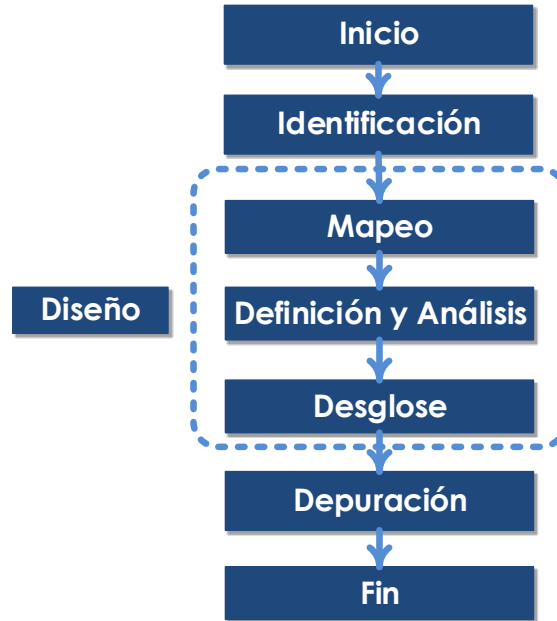 Inicio
Identificación
Mapeo
Diseño
Definición y Análisis
Desglose
Depuración
Fin